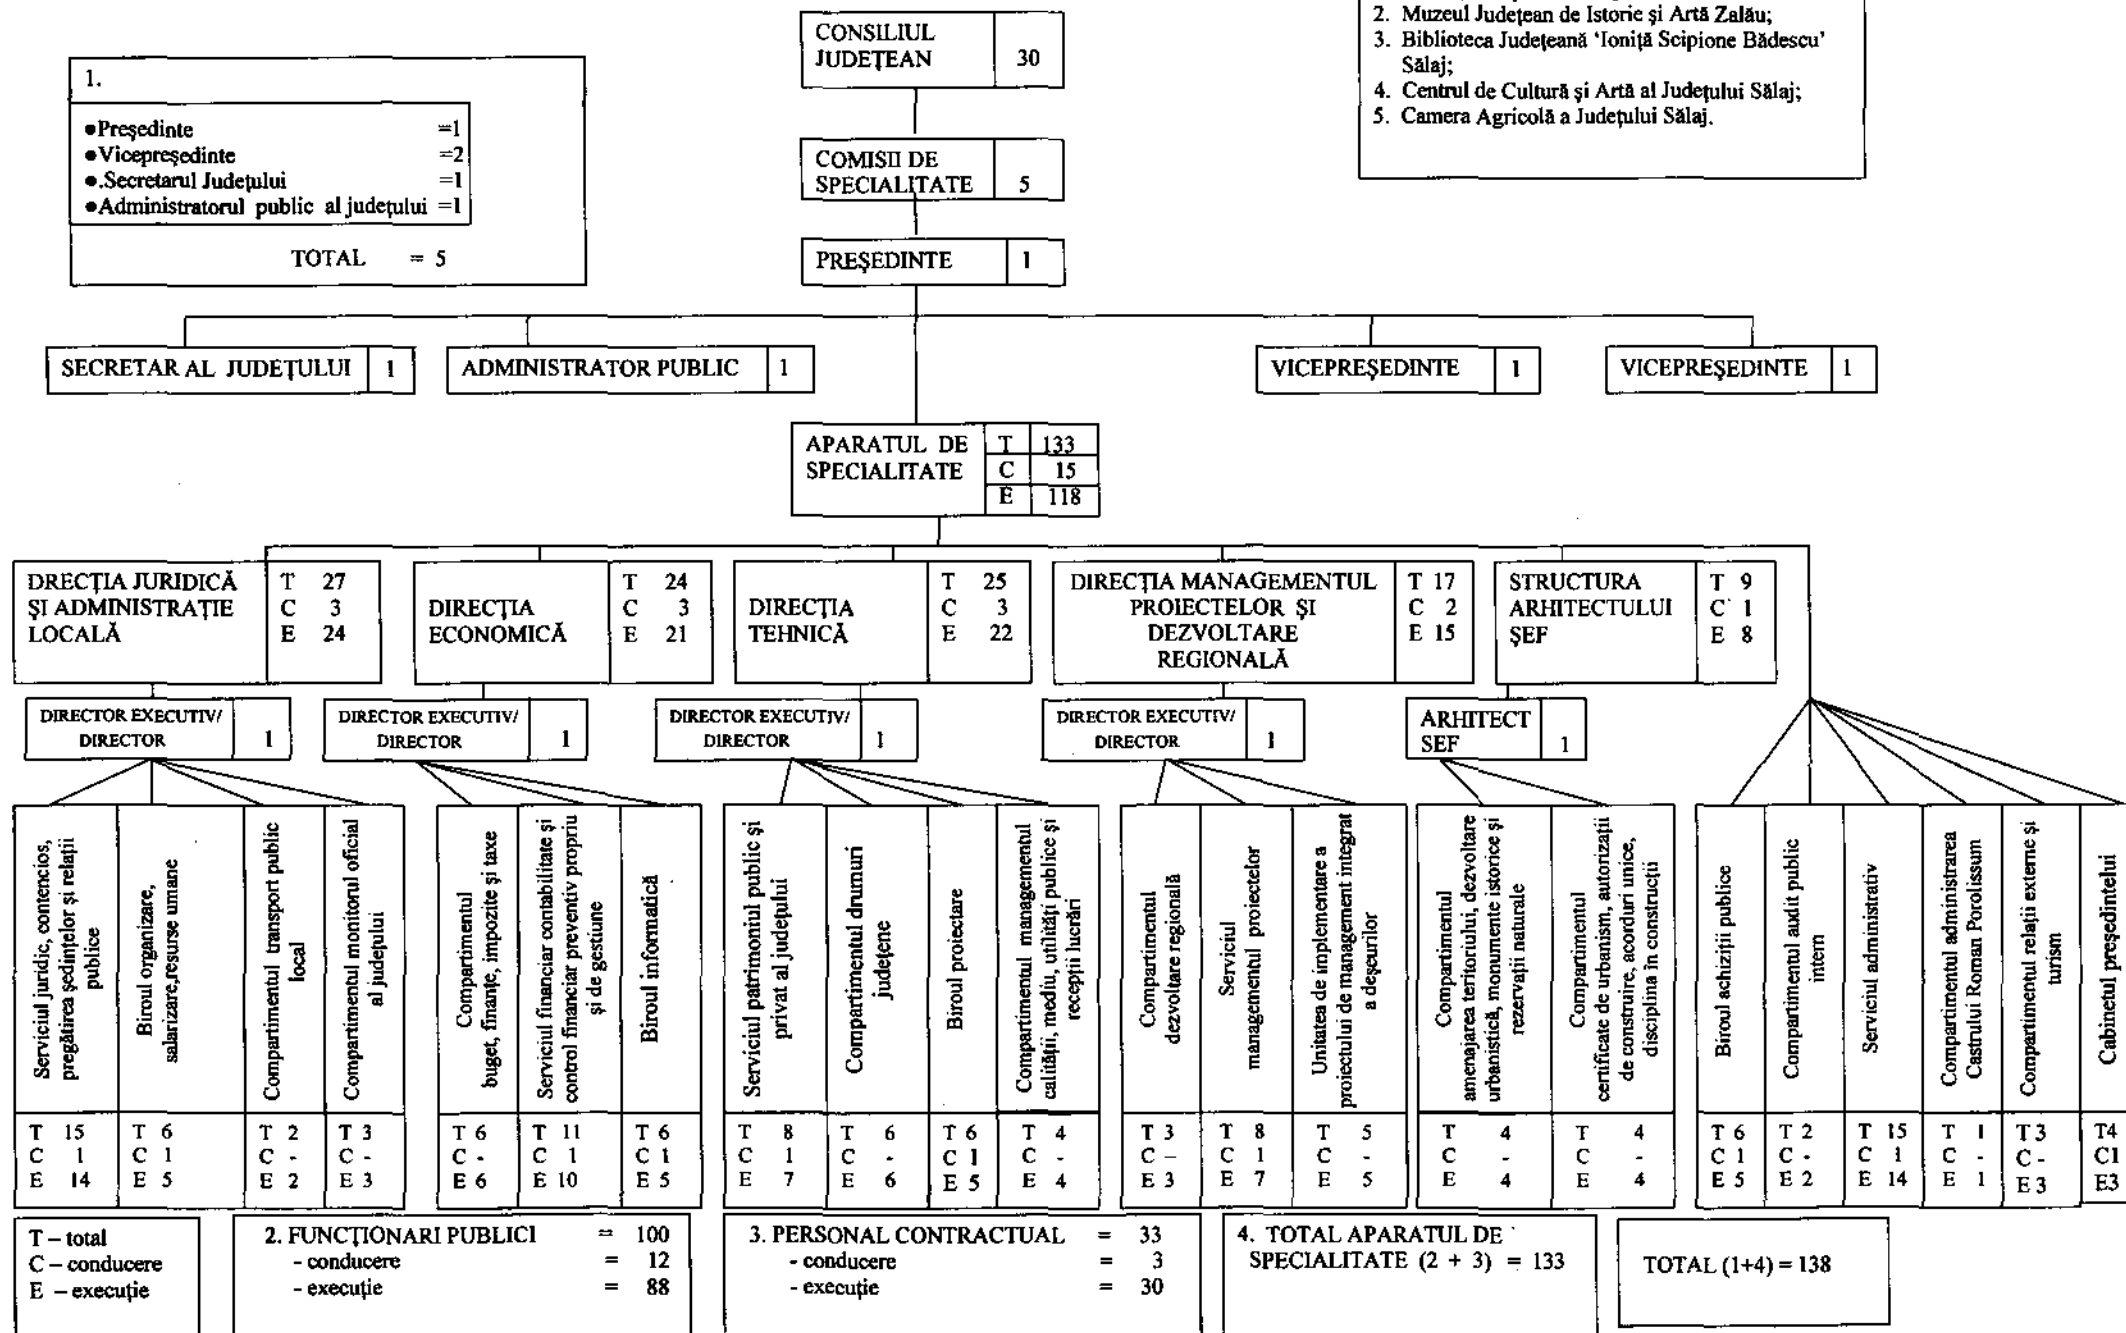 2. Muzeul Județean de Istorie și Artă Zalău;
3. Biblioteca Județeană 'Ioniță Scipione Bădescu'
Sălaj;
4. Centrul de Cultură și Artă al Județului Sălaj;
5. Camera Agricolă a Județului Sălaj.
1.
●Președinte =1
●Vicepreședinte =2
●.Secretarul Județului =1
●Administratorul public al județului =1
TOTAL = 5
CONSILIUL
JUDEȚEAN 30
COMISII DE
SPECIALITATE 5
PREȘEDINTE 1
SECRETAR AL JUDEȚULUI 1
ADMINISTRATOR PUBLIC 1
VICEPREȘEDINTE 1
VICEPREȘEDINTE 1
APARATUL DE
SPECIALITATE
T 133
C 15
E 118
DRECȚIA JURIDICĂ
ȘI ADMINISTRAȚIE
LOCALĂ
T 27
C 3
E 24
DIRECȚIA
ECONOMICĂ
T 24
C 3
E 21
DIRECȚIA
TEHNICĂ
T 25
C 3
E 22
DIRECȚIA MANAGEMENTUL
PROIECTELOR ȘI
DEZVOLTARE
REGIONALĂ
T 17
C 2
E 15
STRUCTURA
ARHITECTULUI
ȘEF
T 9
C 1
E 8
DIRECTOR EXECUTIV/
DIRECTOR 1
DIRECTOR EXECUTIV/
DIRECTOR 1
DIRECTOR EXECUTIV/
DIRECTOR 1
DIRECTOR EXECUTIV/
DIRECTOR 1
ARHITECT
SEF 1
Serviciul juridic, contencios,
pregătirea ședințelor și relații
publice
T 15
C 1
E 14
Biroul organizare,
salarizare,resurse umane
T 6
C 1
E 5
Compartimentul transport public
local
T 2
C -
E 2
Compartimentul monitorul oficial
al județului
T 3
C -
E 3
Compartimentul
buget, finanțe, impozite și taxe
T 6
C -
E 6
Serviciul financiar contabilitate și
control financiar preventiv propriu
și de gestiune
T 11
C 1
E 10
Biroul informatică
T 6
C 1
E 5
Serviciul patrimoniul public și
privat al județului
T 8
C 1
E 7
Compartimentul drumuri
județene
T 6
C -
E 6
Biroul proiectare
T 6
C 1
E 5
Compartimentul managementul
calității, mediu, utilități publice și
recepții lucrări
T 4
C -
E 4
Compartimentul
dezvoltare regională
T 3
C –
E 3
Serviciul
managementul proiectelor
T 8
C 1
E 7
Unitatea de implementare a
proiectului de management integrat
a deșeurilor
T 5
C -
E 5
Compartimentul
amenajarea teritoriului, dezvoltare
urbanistică, monumente istorice și
rezervații naturale
T 4
C -
E 4
Compartimentul
certificate de urbanism, autorizații
de construire, acorduri unice,
disciplina în construcții
T 4
C -
E 4
Biroul achiziții publice
T 6
C 1
E 5
Compartimentul audit public
intern
T 2
C -
E 2
Serviciul administrativ
T 15
C 1
E 14
Compartimentul administrarea
Castrului Roman Porolissum
T 1
C -
E 1
Compartimentul relații externe și
turism
T 3
C -
E 3
Cabinetul președintelui
T4
C1
E3
T – total
C – conducere
E – execuție
2. FUNCȚIONARI PUBLICI = 100
- conducere = 12
- execuție = 88
3. PERSONAL CONTRACTUAL = 33
- conducere = 3
- execuție = 30
4. TOTAL APARATUL DE
SPECIALITATE (2 + 3) = 133
TOTAL (1+4) = 138